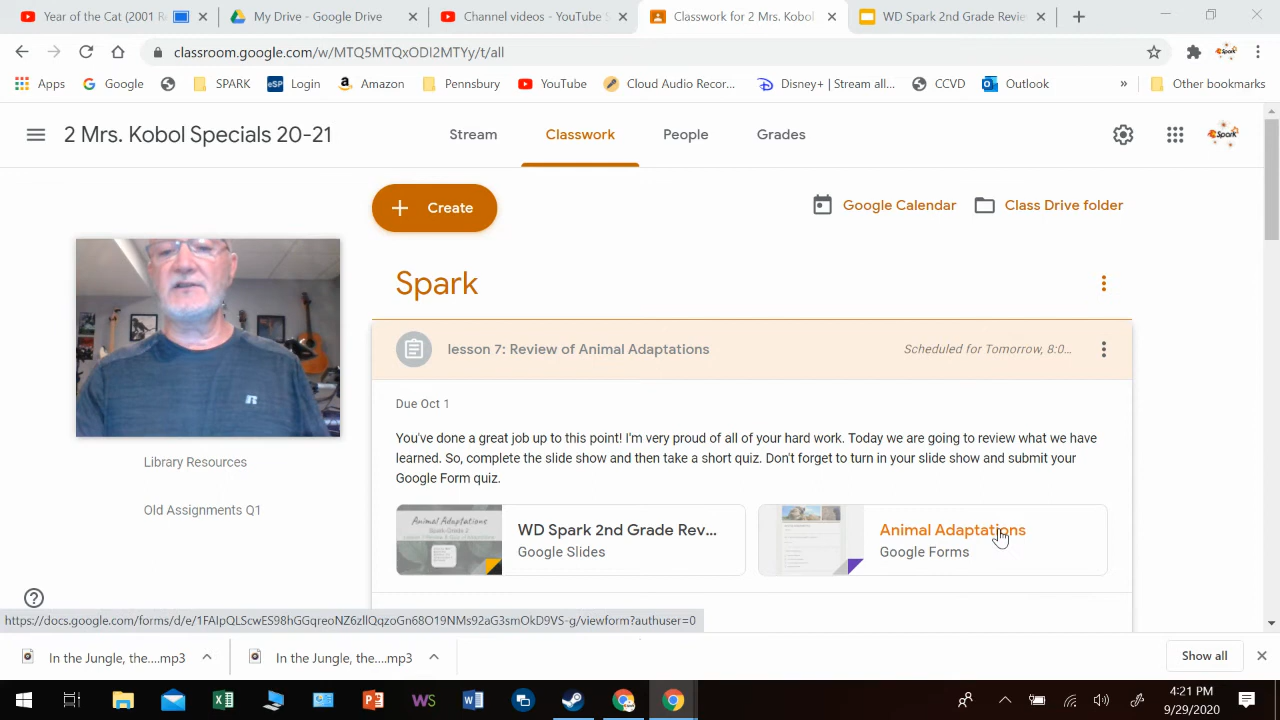 Year of the Cat (2001 R
My Drive - Google Drive
Channel videos - YouTube S
Classwork for 2 Mrs. Kobol
WD Spark 2nd Grade Revie
classroom.google.com/w/MTQ5MTQxODI2MTYy/t/all
Apps
Google
SPARK
eSP Login
Amazon
Pennsbury
YouTube
Cloud Audio Recor...
Disney+ | Stream all...
CCVD
Outlook
»
Other bookmarks
2 Mrs. Kobol Specials 20-21
Stream
Classwork
People
Grades
Spark
+ Create
Google Calendar
Class Drive folder
Spark
lesson 7: Review of Animal Adaptations
Scheduled for Tomorrow, 8:0...
Due Oct 1
You've done a great job up to this point! I'm very proud of all of your hard work. Today we are going to review what we have
learned. So, complete the slide show and then take a short quiz. Don't forget to turn in your slide show and submit your
Google Form quiz.
Library Resources
Old Assignments Q1
Animal Adaptations
Spark Grade 2
WD Spark 2nd Grade Rev...
Google Slides
Animal Adaptations
Google Forms
https://docs.google.com/forms/d/e/1FAIpQLScwES98hGGqreoNZ6zllQqzoGn68O19NMs92aG3smOkD9VS-g/viewform?authuser=0
In the Jungle, the....mp3
In the Jungle, the....mp3
Show all
4:21 PM
9/29/2020